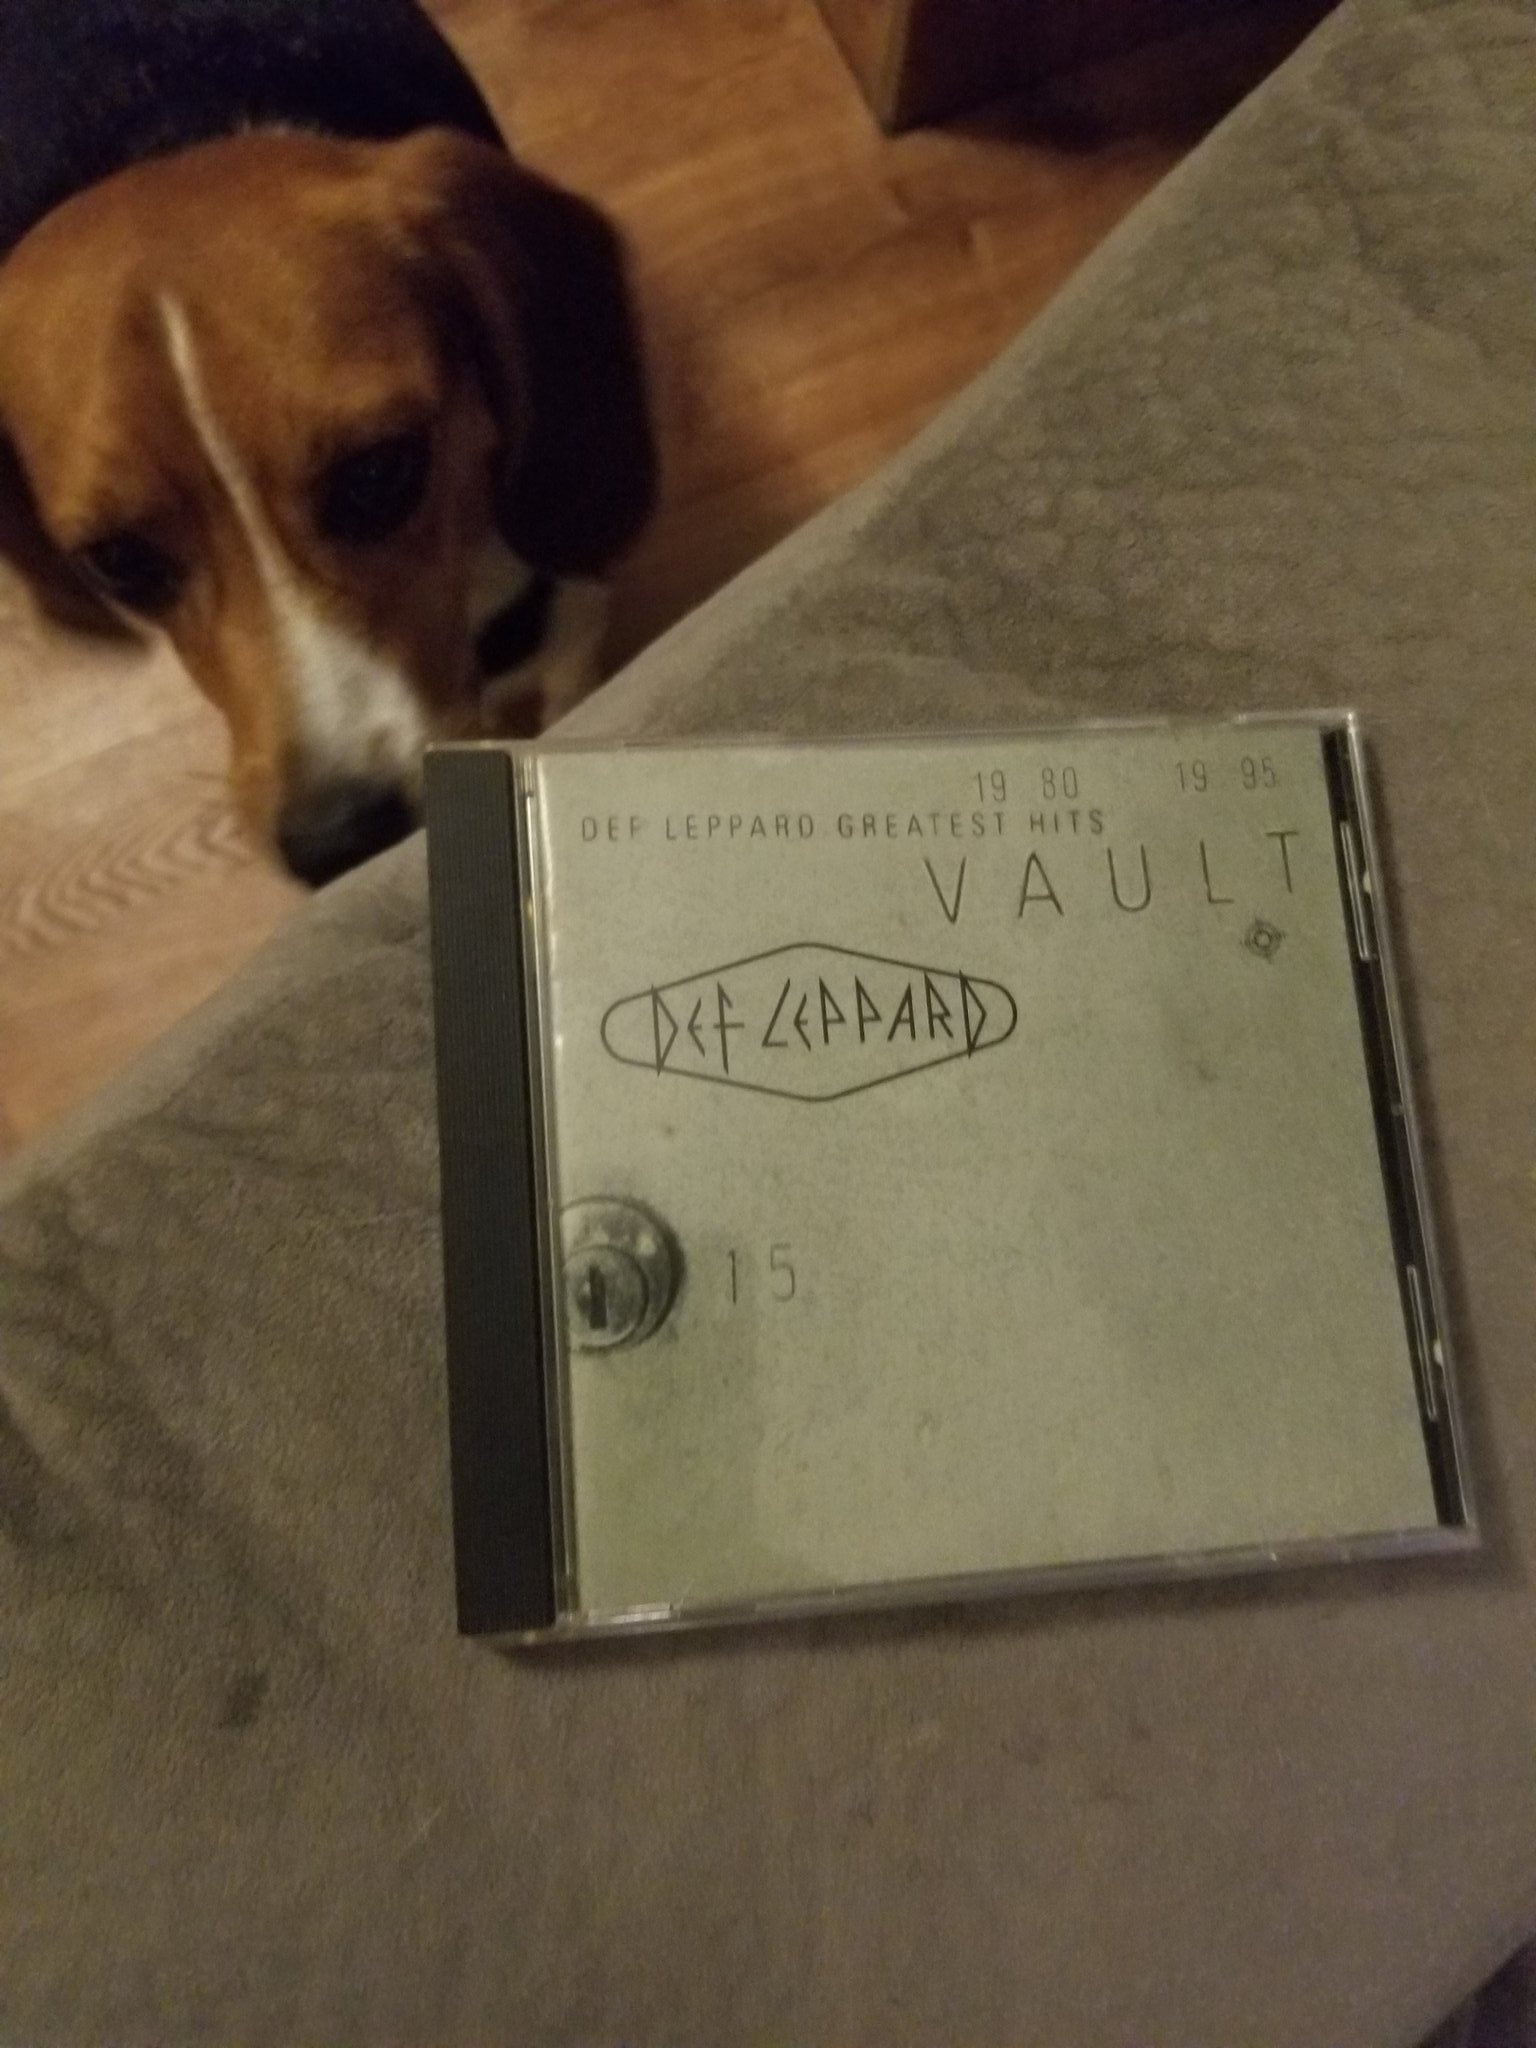 19 80 19 95
DEF LEPPARD GREATEST HITS
VAULT
DEF LEPPARD
15